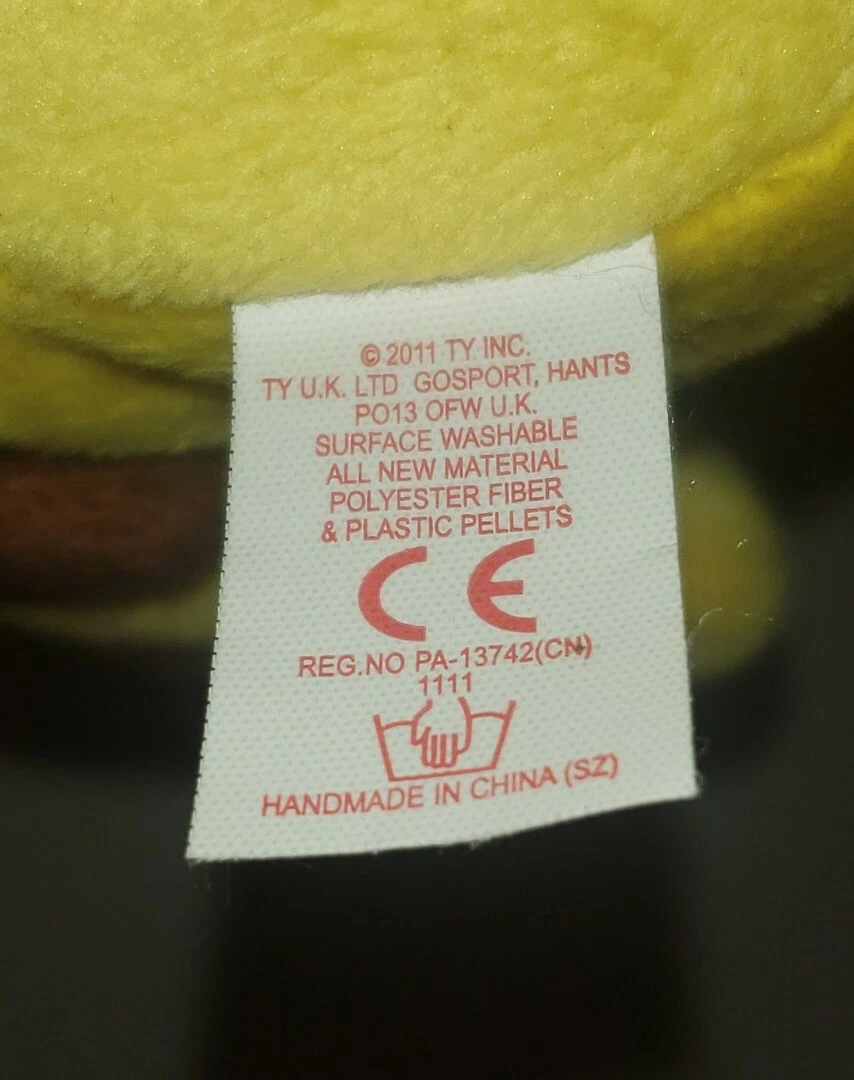 © 2011 TY INC.
TY U.K. LTD GOSPORT, HANTS
PO13 OFW U.K.
SURFACE WASHABLE
ALL NEW MATERIAL
POLYESTER FIBER
& PLASTIC PELLETS
CE
REG.NO PA-13742(CN)
1111
HANDMADE IN CHINA (SZ)